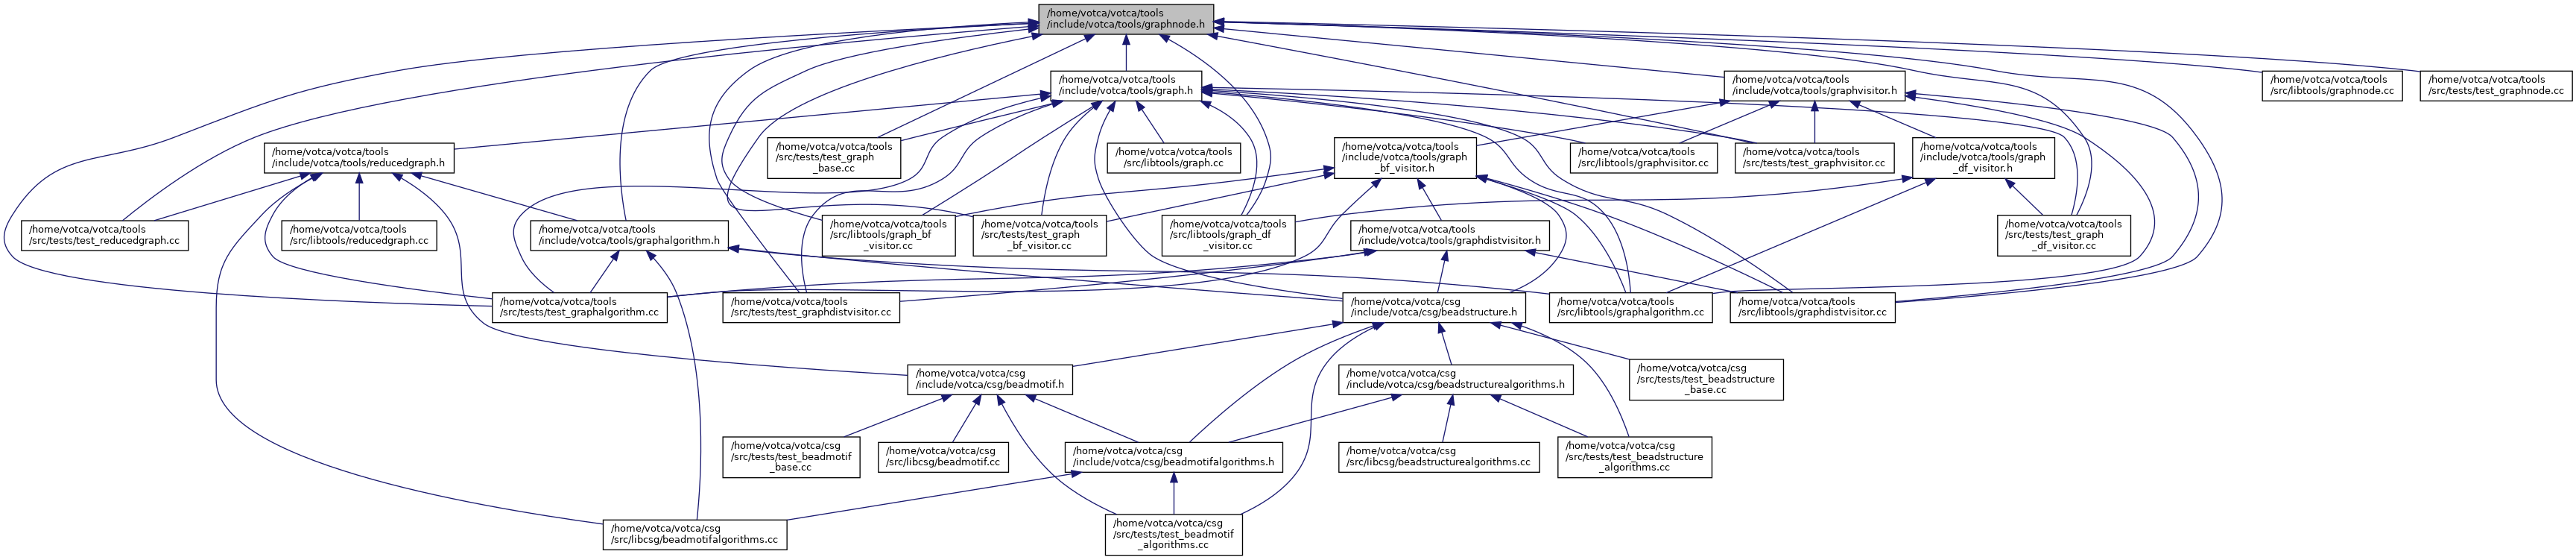 /home/votca/votca/tools
/include/votca/tools/graphnode.h
/home/votca/votca/tools
/include/votca/tools/graph.h
/home/votca/votca/tools
/include/votca/tools/graphvisitor.h
/home/votca/votca/tools
/src/libtools/graphnode.cc
/home/votca/votca/tools
/src/tests/test_graphnode.cc
/home/votca/votca/tools
/include/votca/tools/reducedgraph.h
/home/votca/votca/tools
/src/tests/test_graph
_base.cc
/home/votca/votca/tools
/src/libtools/graph.cc
/home/votca/votca/tools
/include/votca/tools/graph
_bf_visitor.h
/home/votca/votca/tools
/src/libtools/graphvisitor.cc
/home/votca/votca/tools
/src/tests/test_graphvisitor.cc
/home/votca/votca/tools
/include/votca/tools/graph
_df_visitor.h
/home/votca/votca/tools
/src/tests/test_reducedgraph.cc
/home/votca/votca/tools
/src/libtools/reducedgraph.cc
/home/votca/votca/tools
/include/votca/tools/graphalgorithm.h
/home/votca/votca/tools
/src/libtools/graph_bf
_visitor.cc
/home/votca/votca/tools
/src/tests/test_graph
_bf_visitor.cc
/home/votca/votca/tools
/src/libtools/graph_df
_visitor.cc
/home/votca/votca/tools
/include/votca/tools/graphdistvisitor.h
/home/votca/votca/tools
/src/tests/test_graph
_df_visitor.cc
/home/votca/votca/tools
/src/tests/test_graphalgorithm.cc
/home/votca/votca/tools
/src/tests/test_graphdistvisitor.cc
/home/votca/votca/csg
/include/votca/csg/beadstructure.h
/home/votca/votca/tools
/src/libtools/graphalgorithm.cc
/home/votca/votca/tools
/src/libtools/graphdistvisitor.cc
/home/votca/votca/csg
/include/votca/csg/beadmotif.h
/home/votca/votca/csg
/include/votca/csg/beadstructurealgorithms.h
/home/votca/votca/csg
/src/tests/test_beadstructure
_base.cc
/home/votca/votca/csg
/src/tests/test_beadmotif
_base.cc
/home/votca/votca/csg
/src/libcsg/beadmotif.cc
/home/votca/votca/csg
/include/votca/csg/beadmotifalgorithms.h
/home/votca/votca/csg
/src/libcsg/beadstructurealgorithms.cc
/home/votca/votca/csg
/src/tests/test_beadstructure
_algorithms.cc
/home/votca/votca/csg
/src/libcsg/beadmotifalgorithms.cc
/home/votca/votca/csg
/src/tests/test_beadmotif
_algorithms.cc